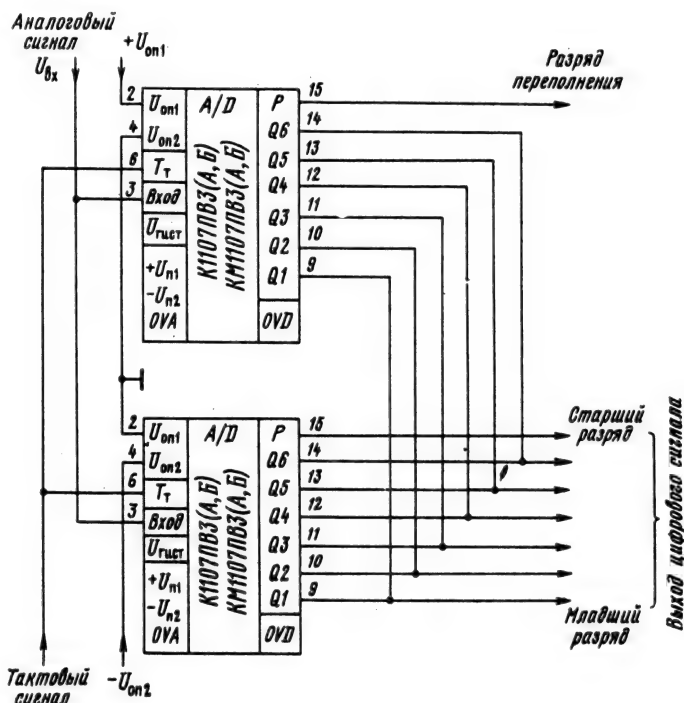 Аналоговый
сигнал
Uвх
+Uоп1
Разряд
переполнения
2
4
6
3
Uоп1
Uоп2
Tт
Вход
Uгист
+Uп1
-Uп2
OVA
A/D
К1107ПВ3(А,Б)
КМ1107ПВ3(А,Б)
P
Q6
Q5
Q4
Q3
Q2
Q1
OVD
15
14
13
12
11
10
9
2
4
6
3
Uоп1
Uоп2
Tт
Вход
Uгист
+Uп1
-Uп2
OVA
A/D
К1107ПВ3(А,Б)
КМ1107ПВ3(А,Б)
P
Q6
Q5
Q4
Q3
Q2
Q1
OVD
15
14
13
12
11
10
9
Старший
разряд
Младший
разряд
Выход цифрового сигнала
Тактовый
сигнал
-Uоп2